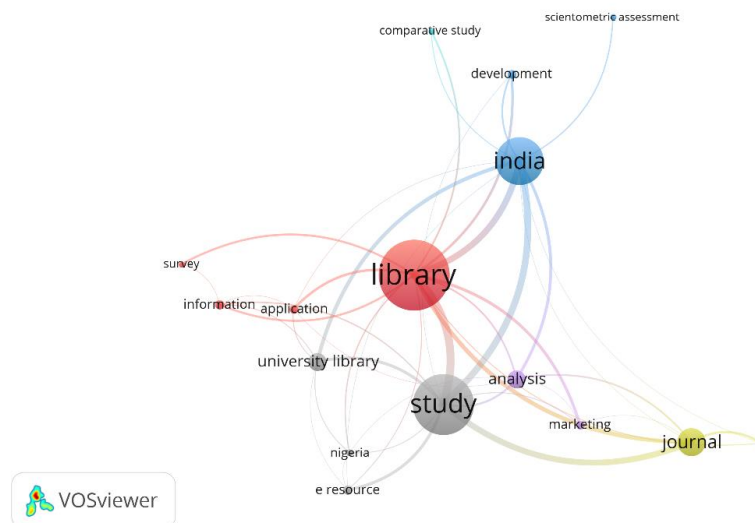 scientometric assessment
comparative study
development
india
library
survey
information
application
university library
analysis
study
marketing
journal
nigeria
e resource
VOSviewer